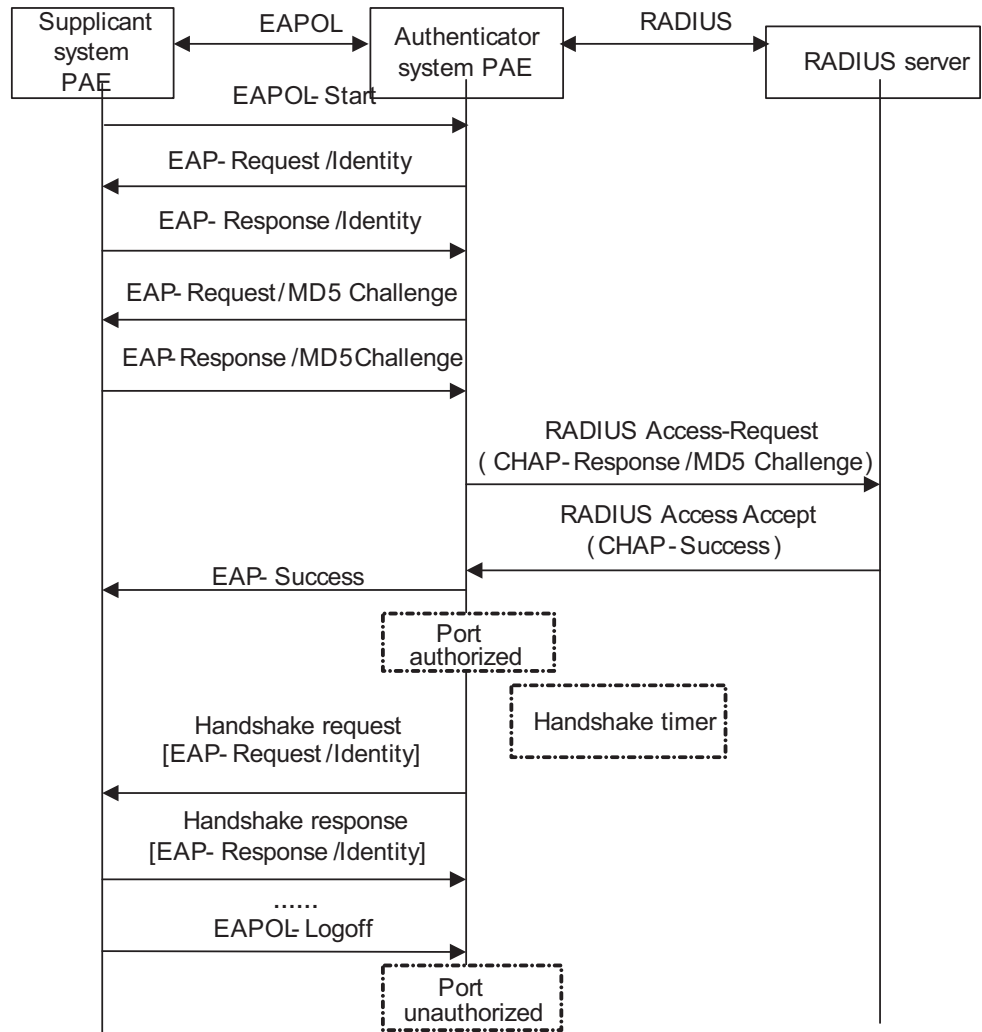 Supplicant
system
PAE
EAPOL
Authenticator
system PAE
RADIUS
RADIUS server
EAPOL-Start
EAP-Request/Identity
EAP-Response/Identity
EAP-Request/MD5 Challenge
EAP-Response/MD5Challenge
RADIUS Access-Request
(CHAP-Response/MD5 Challenge)
RADIUS Access Accept
(CHAP-Success)
EAP-Success
Port
authorized
Handshake timer
Handshake request
[EAP-Request/Identity]
Handshake response
[EAP-Response/Identity]
......
EAPOL-Logoff
Port
unauthorized